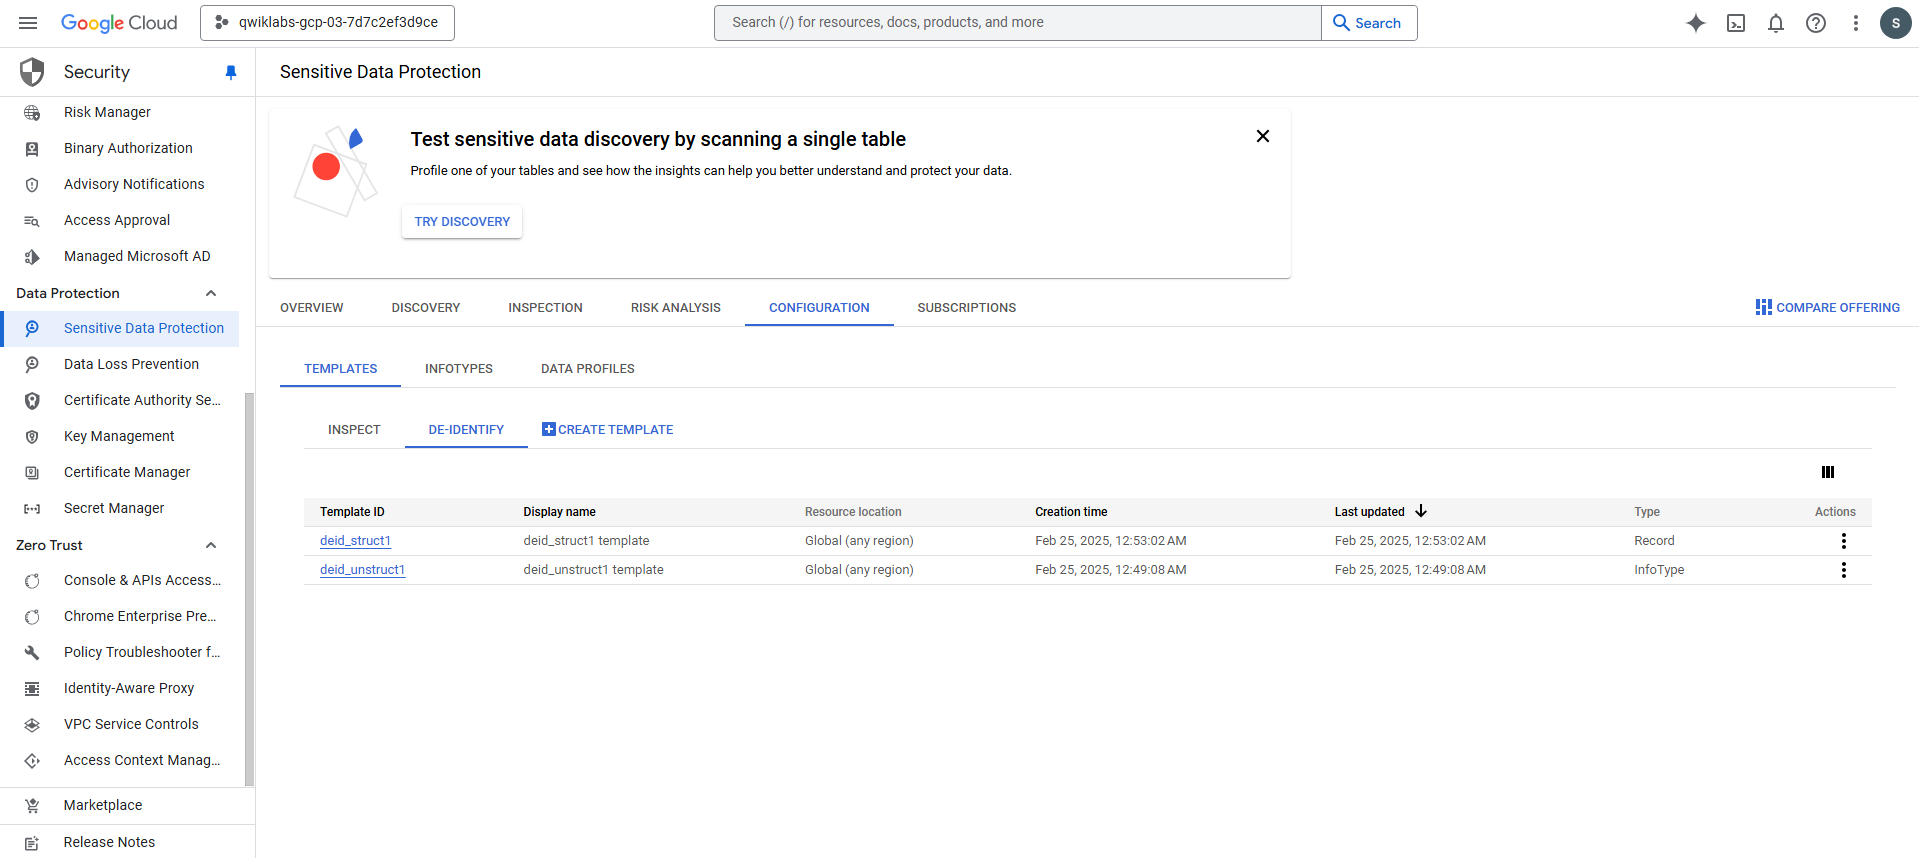 Google Cloud
qwiklabs-gcp-03-7d7c2ef3d9ce
Search (/) for resources, docs, products, and more
Search
S
Security
Sensitive Data Protection
Risk Manager
Binary Authorization
Advisory Notifications
Access Approval
Managed Microsoft AD
Data Protection
Sensitive Data Protection
Data Loss Prevention
Certificate Authority Se...
Key Management
Certificate Manager
Secret Manager
Zero Trust
Console & APIs Access...
Chrome Enterprise Pre...
Policy Troubleshooter f...
Identity-Aware Proxy
VPC Service Controls
Access Context Manag...
Marketplace
Release Notes
Test sensitive data discovery by scanning a single table
Profile one of your tables and see how the insights can help you better understand and protect your data.
TRY DISCOVERY
OVERVIEW DISCOVERY INSPECTION RISK ANALYSIS CONFIGURATION SUBSCRIPTIONS COMPARE OFFERING
TEMPLATES INFOTYPES DATA PROFILES
INSPECT DE-IDENTIFY CREATE TEMPLATE
Template ID Display name Resource location Creation time Last updated Type Actions
deid_struct1 deid_struct1 template Global (any region) Feb 25, 2025, 12:53:02 AM Feb 25, 2025, 12:53:02 AM Record
deid_unstruct1 deid_unstruct1 template Global (any region) Feb 25, 2025, 12:49:08 AM Feb 25, 2025, 12:49:08 AM InfoType